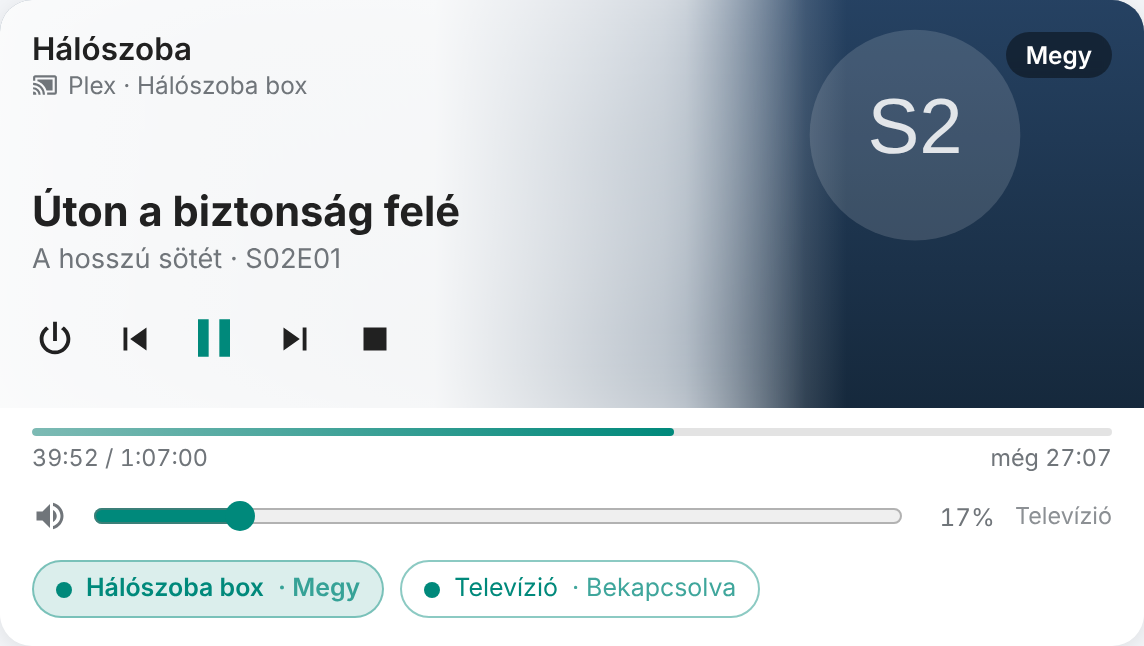 Hálószoba
Plex · Hálószoba box
Megy
S2
Úton a biztonság felé
A hosszú sötét · S02E01
39:52 / 1:07:00
még 27:07
17% Televízió
Hálószoba box · Megy
Televízió · Bekapcsolva